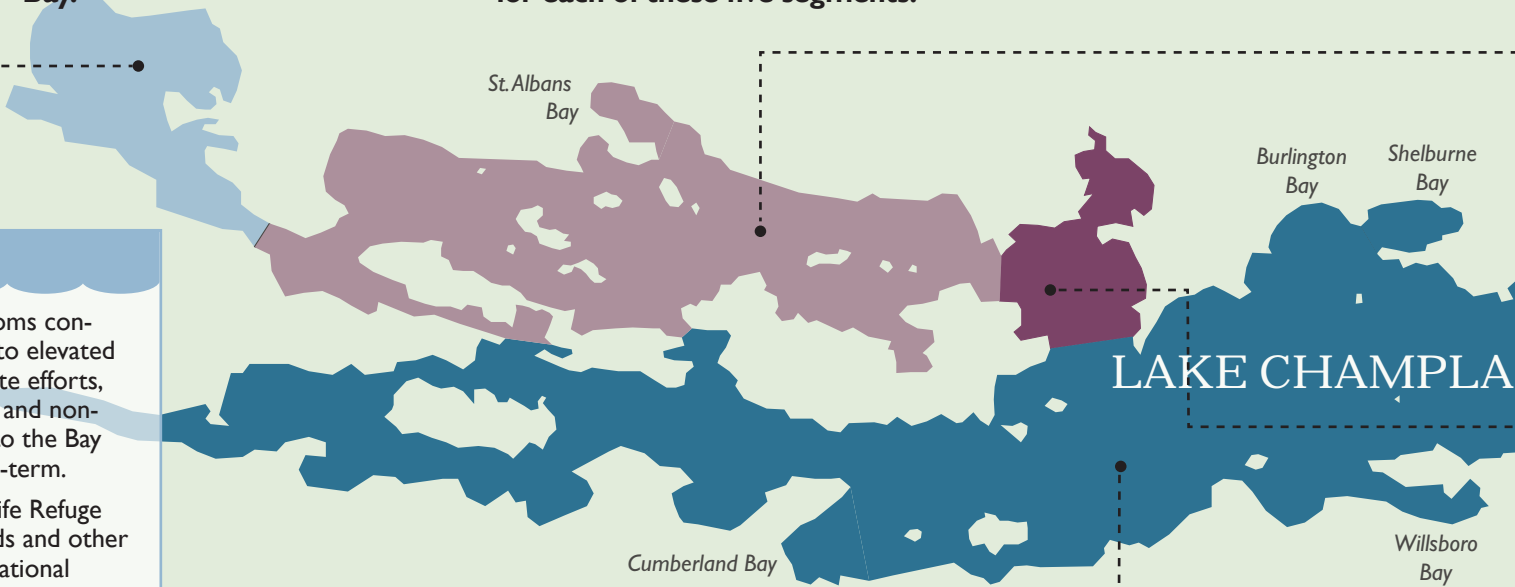 Bay.
for each of these five segments.
St. Albans
Bay
Burlington
Bay
Shelburne
Bay
LAKE CHAMPLA
oms con-
to elevated
te efforts,
and non-
to the Bay
-term.
ife Refuge
ds and other
ational
Cumberland Bay
Willsboro
Bay